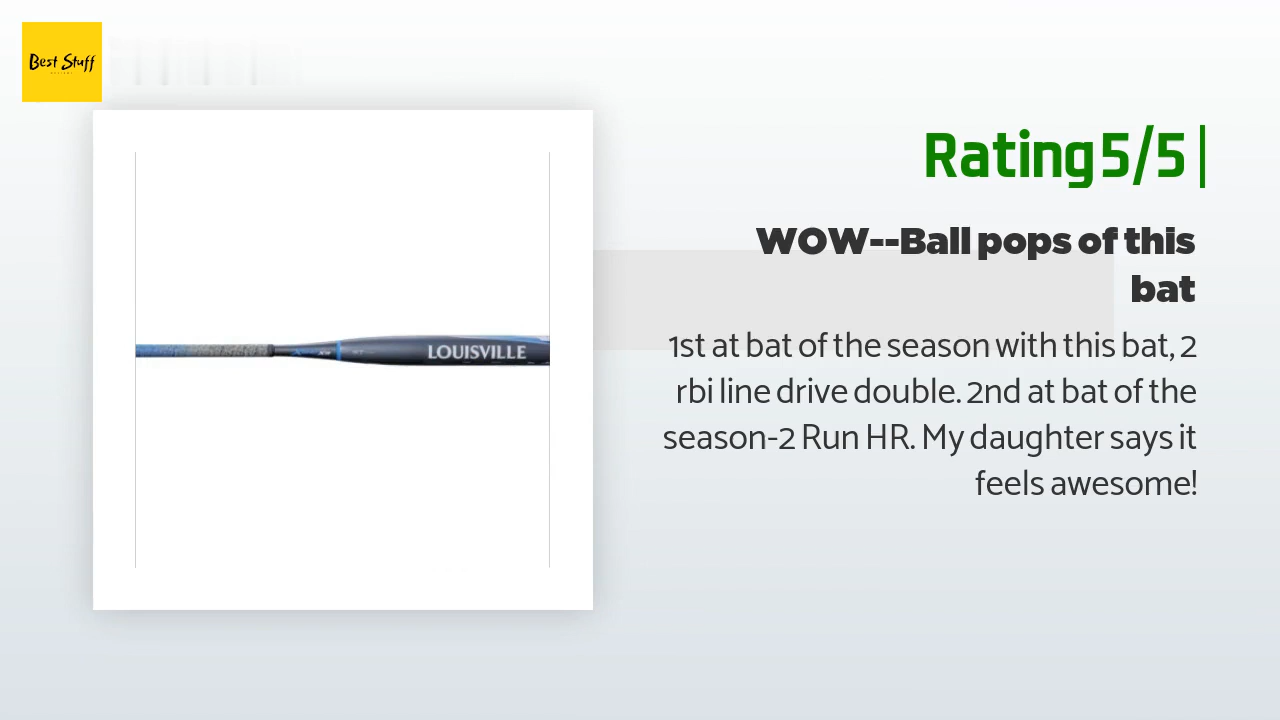 Best Stuff
Rating 5/5 |
WOW--Ball pops of this
bat
1st at bat of the season with this bat, 2
rbi line drive double. 2nd at bat of the
season-2 Run HR. My daughter says it
feels awesome!
LOUISVILLE